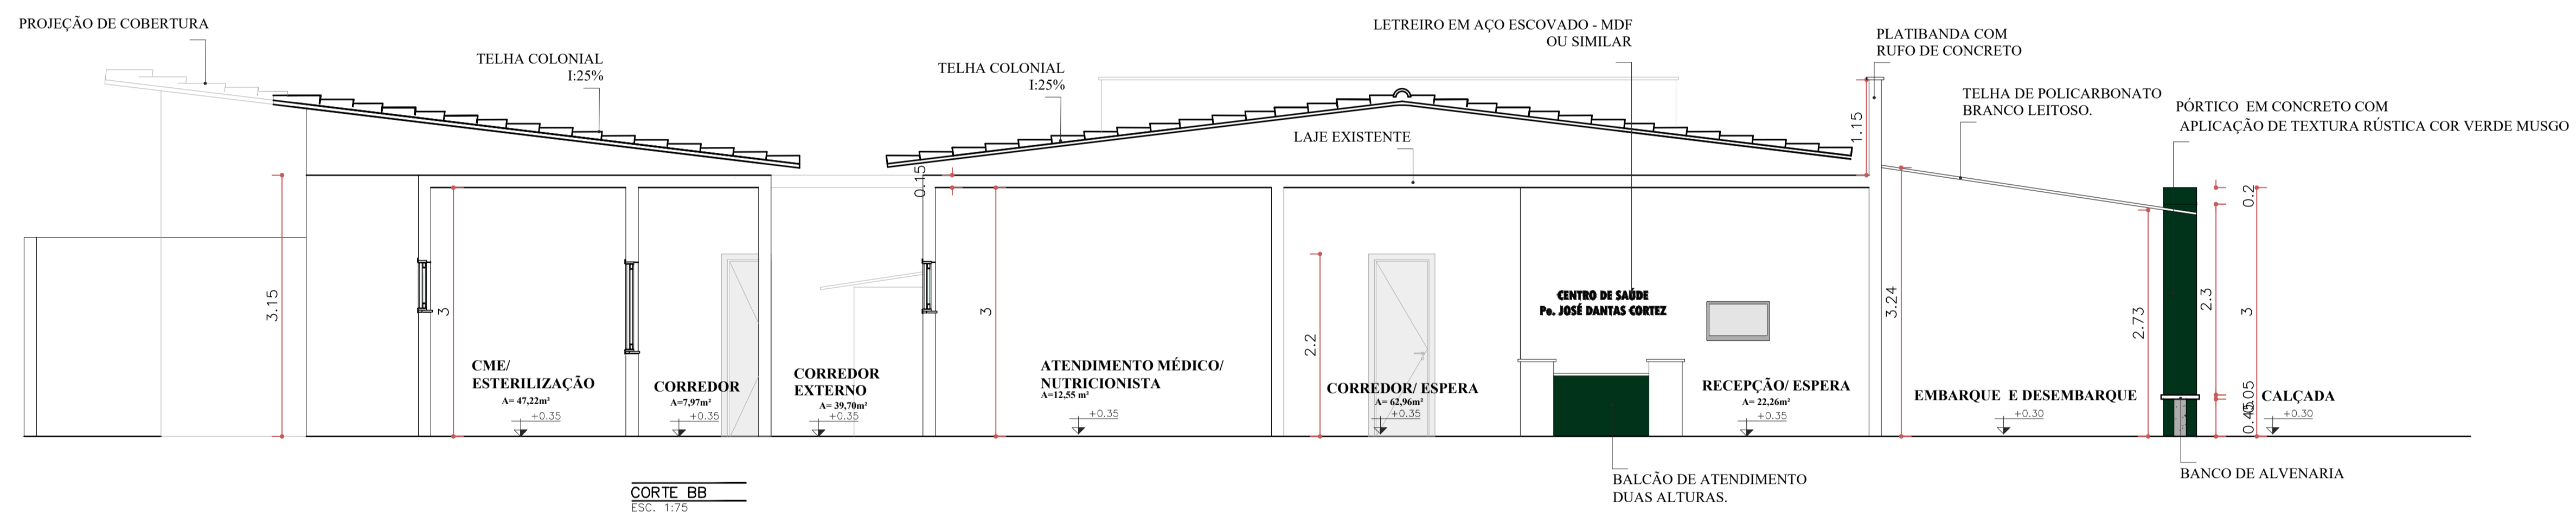 PROJEÇÃO DE COBERTURA
TELHA COLONIAL
I:25%
TELHA COLONIAL
I:25%
LETREIRO EM AÇO ESCOVADO - MDF
OU SIMILAR
PLATIBANDA COM
RUFO DE CONCRETO
TELHA DE POLICARBONATO
BRANCO LEITOSO.
PÓRTICO EM CONCRETO COM
APLICAÇÃO DE TEXTURA RÚSTICA COR VERDE MUSGO
LAJE EXISTENTE
1.15
0.15
0.2
3.15
3
3
2.2
3.24
2.73
2.3
3
0.05
0.45
CENTRO DE SAÚDE
Pe. JOSÉ DANTAS CORTEZ
CME/
ESTERILIZAÇÃO
A= 47,22m²
+0.35
CORREDOR
A=7,97m²
+0.35
CORREDOR
EXTERNO
A= 39,70m²
+0.35
ATENDIMENTO MÉDICO/
NUTRICIONISTA
A=12,55 m²
+0.35
CORREDOR/ ESPERA
A= 62,96m²
+0.35
RECEPÇÃO/ ESPERA
A= 22,26m²
+0.35
EMBARQUE E DESEMBARQUE
+0.30
CALÇADA
+0.30
BALCÃO DE ATENDIMENTO
DUAS ALTURAS.
BANCO DE ALVENARIA
CORTE BB
ESC. 1:75